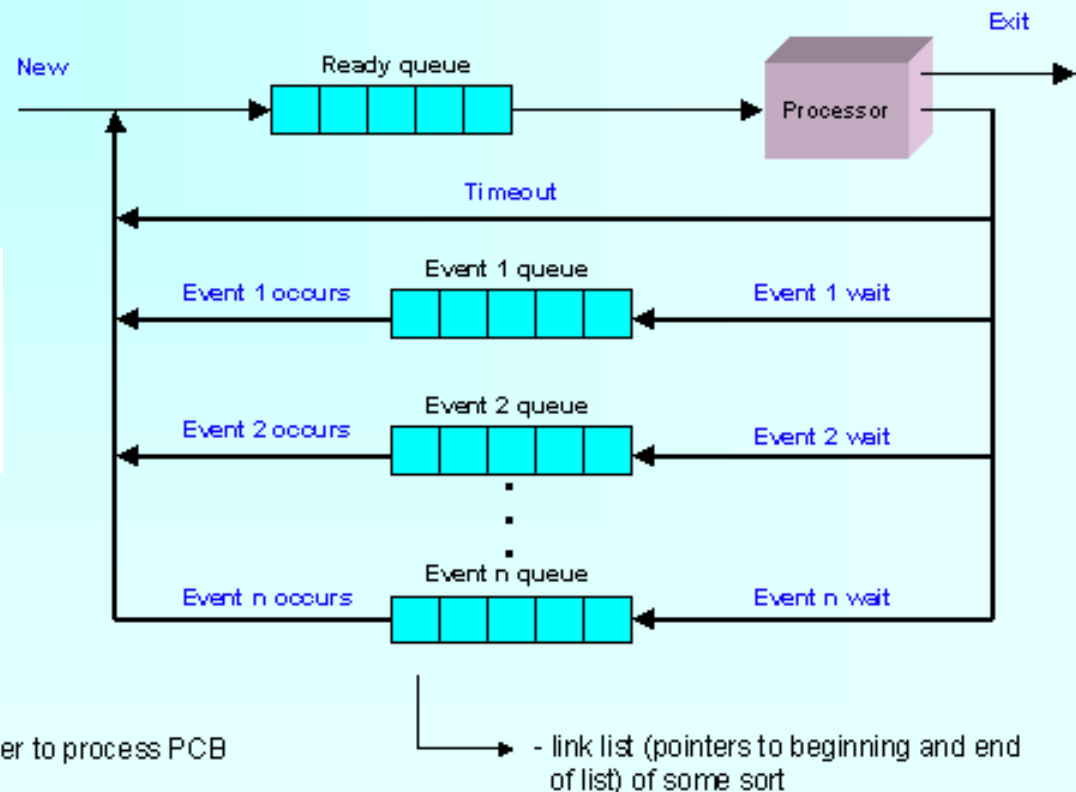 Exit
New
Ready queue
Processor
Timeout
Event 1 queue
Event 1 occurs
Event 1 wait
Event 2 queue
Event 2 occurs
Event 2 wait
Event n queue
Event n occurs
Event n wait
er to process PCB
- link list (pointers to beginning and end
of list) of some sort